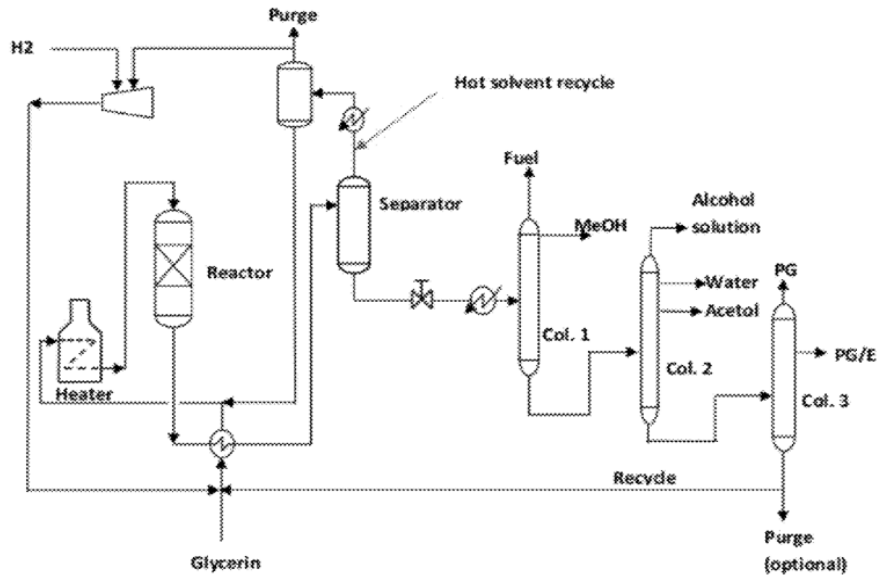 Purge
H2
Hot solvent recycle
Fuel
Alcohol
solution
Separator
MeOH
PG
Reactor
Water
Acetol
Col. 1
PG/E
Col. 2
Heater
Col. 3
Recycle
Glycerin
Purge
(optional)